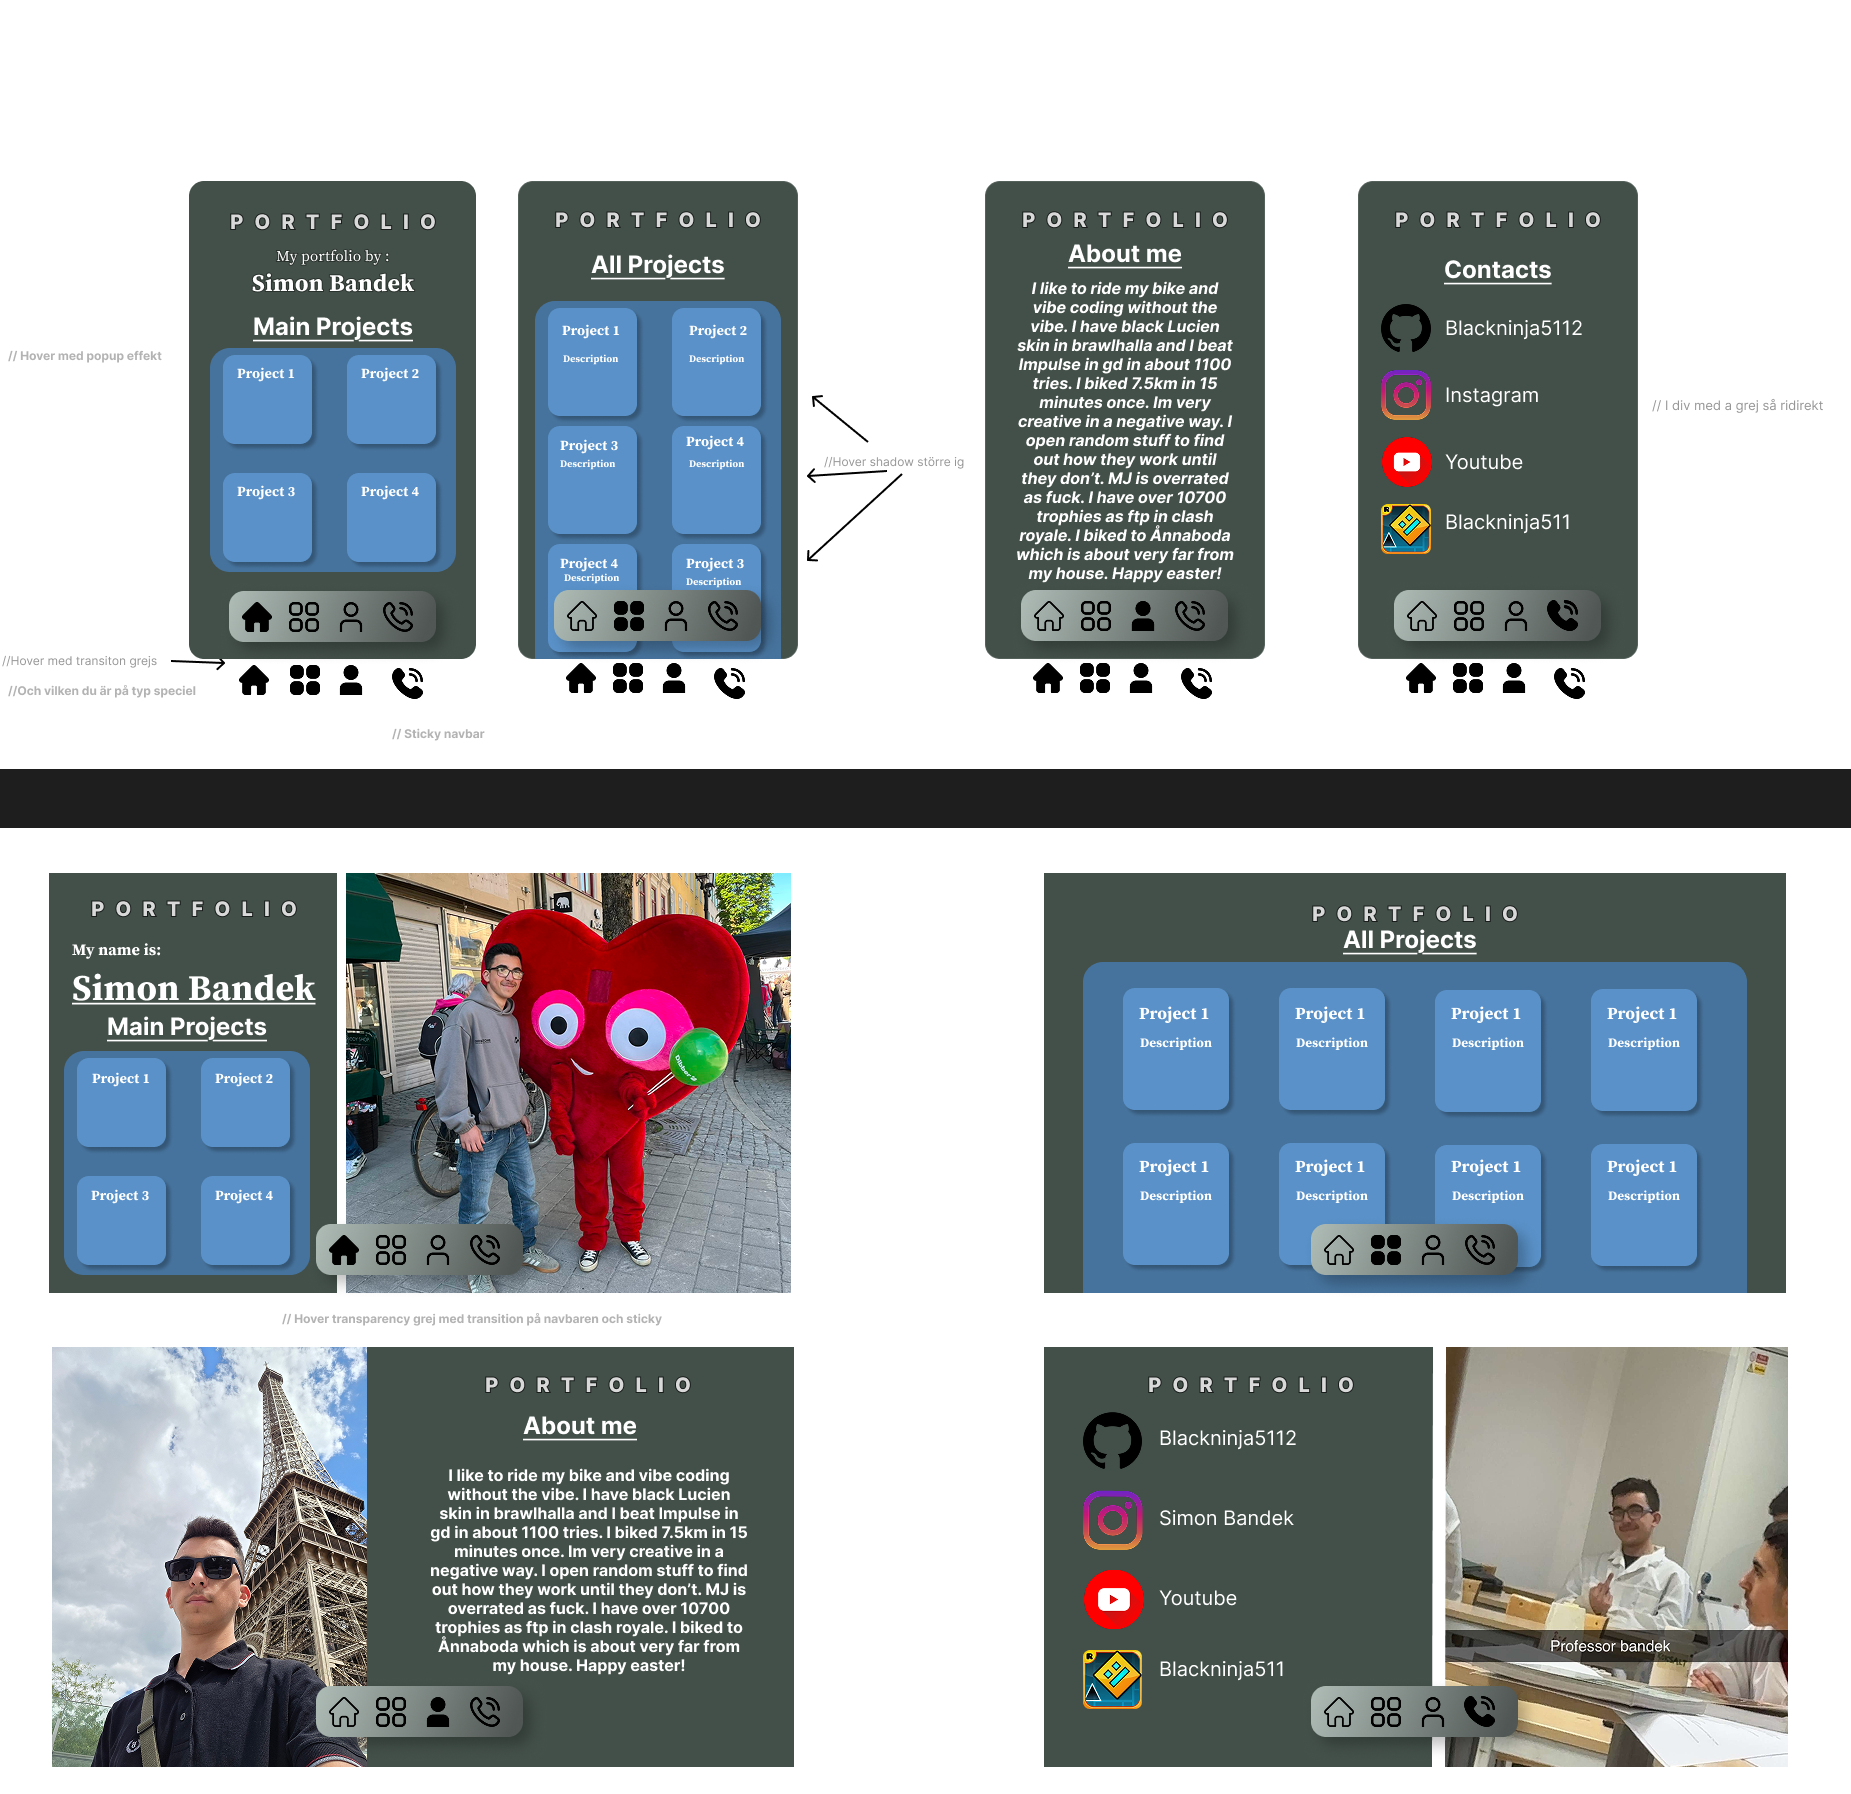 PORTFOLIO
My portfolio by :
Simon Bandek
Main Projects
Project 1
Project 2
Project 3
Project 4
// Hover med popup effekt
//Hover med transiton grejs
//Och vilken du är på typ speciel
// Sticky navbar
PORTFOLIO
All Projects
Project 1
Description
Project 2
Description
Project 3
Description
Project 4
Description
Project 4
Description
Project 3
Description
//Hover shadow större ig
PORTFOLIO
About me
I like to ride my bike and
vibe coding without the
vibe. I have black Lucien
skin in brawlhalla and I beat
Impulse in gd in about 1100
tries. I biked 7.5km in 15
minutes once. Im very
creative in a negative way. I
open random stuff to find
out how they work until
they don't. MJ is overrated
as fuck. I have over 10700
trophies as ftp in clash
royale. I biked to Ånnaboda
which is about very far from
my house. Happy easter!
PORTFOLIO
Contacts
Blackninja5112
Instagram
Youtube
Blackninja511
// I div med a grej så ridirekt
PORTFOLIO
My name is:
Simon Bandek
Main Projects
Project 1
Project 2
Project 3
Project 4
Dibber
// Hover transparency grej med transition på navbaren och sticky
PORTFOLIO
All Projects
Project 1
Description
Project 1
Description
Project 1
Description
Project 1
Description
Project 1
Description
Project 1
Description
Project 1
Description
Project 1
Description
PORTFOLIO
About me
I like to ride my bike and vibe coding
without the vibe. I have black Lucien
skin in brawlhalla and I beat Impulse in
gd in about 1100 tries. I biked 7.5km in 15
minutes once. Im very creative in a
negative way. I open random stuff to find
out how they work until they don't. MJ is
overrated as fuck. I have over 10700
trophies as ftp in clash royale. I biked to
Ånnaboda which is about very far from
my house. Happy easter!
PORTFOLIO
Blackninja5112
Simon Bandek
Youtube
Blackninja511
Professor bandek